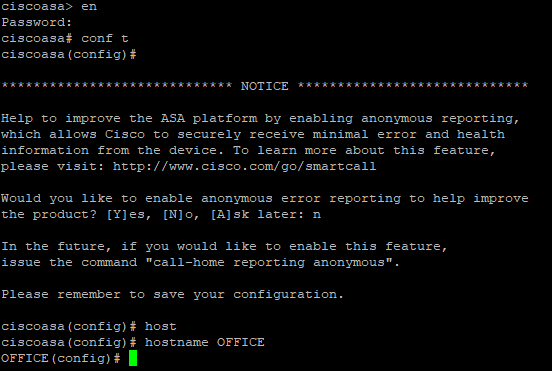 ciscoasa> en
Password:
ciscoasa# conf t
ciscoasa(config)#
***************************** NOTICE *****************************
Help to improve the ASA platform by enabling anonymous reporting,
which allows Cisco to securely receive minimal error and health
information from the device. To learn more about this feature,
please visit: http://www.cisco.com/go/smartcall
Would you like to enable anonymous error reporting to help improve
the product? [Y]es, [N]o, [A]sk later: n
In the future, if you would like to enable this feature,
issue the command "call-home reporting anonymous".
Please remember to save your configuration.
ciscoasa(config)# host
ciscoasa(config)# hostname OFFICE
OFFICE(config)#